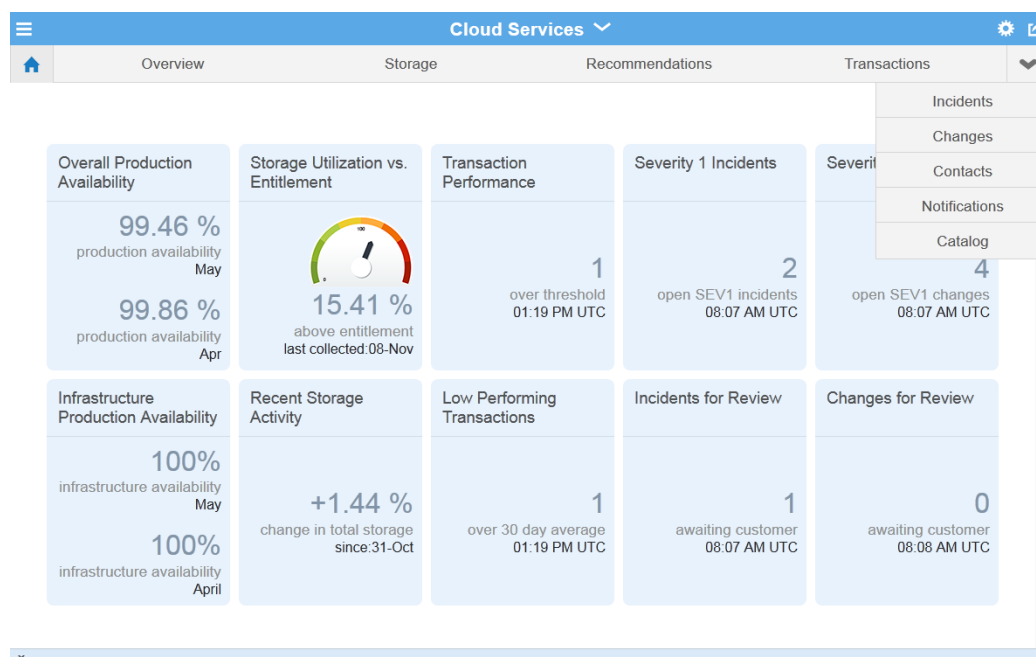 Cloud Services
Overview
Storage
Recommendations
Transactions
Incidents
Changes
Contacts
Notifications
Catalog
Overall Production
Availability
99.46 %
production availability
May
99.86 %
production availability
Apr
Storage Utilization vs.
Entitlement
100
0
15.41 %
above entitlement
last collected:08-Nov
Transaction
Performance
1
over threshold
01:19 PM UTC
Severity 1 Incidents
2
open SEV1 incidents
08:07 AM UTC
Severit
4
open SEV1 changes
08:07 AM UTC
Infrastructure
Production Availability
100%
infrastructure availability
May
100%
infrastructure availability
April
Recent Storage
Activity
+1.44 %
change in total storage
since:31-Oct
Low Performing
Transactions
1
over 30 day average
01:19 PM UTC
Incidents for Review
1
awaiting customer
08:07 AM UTC
Changes for Review
0
awaiting customer
08:08 AM UTC